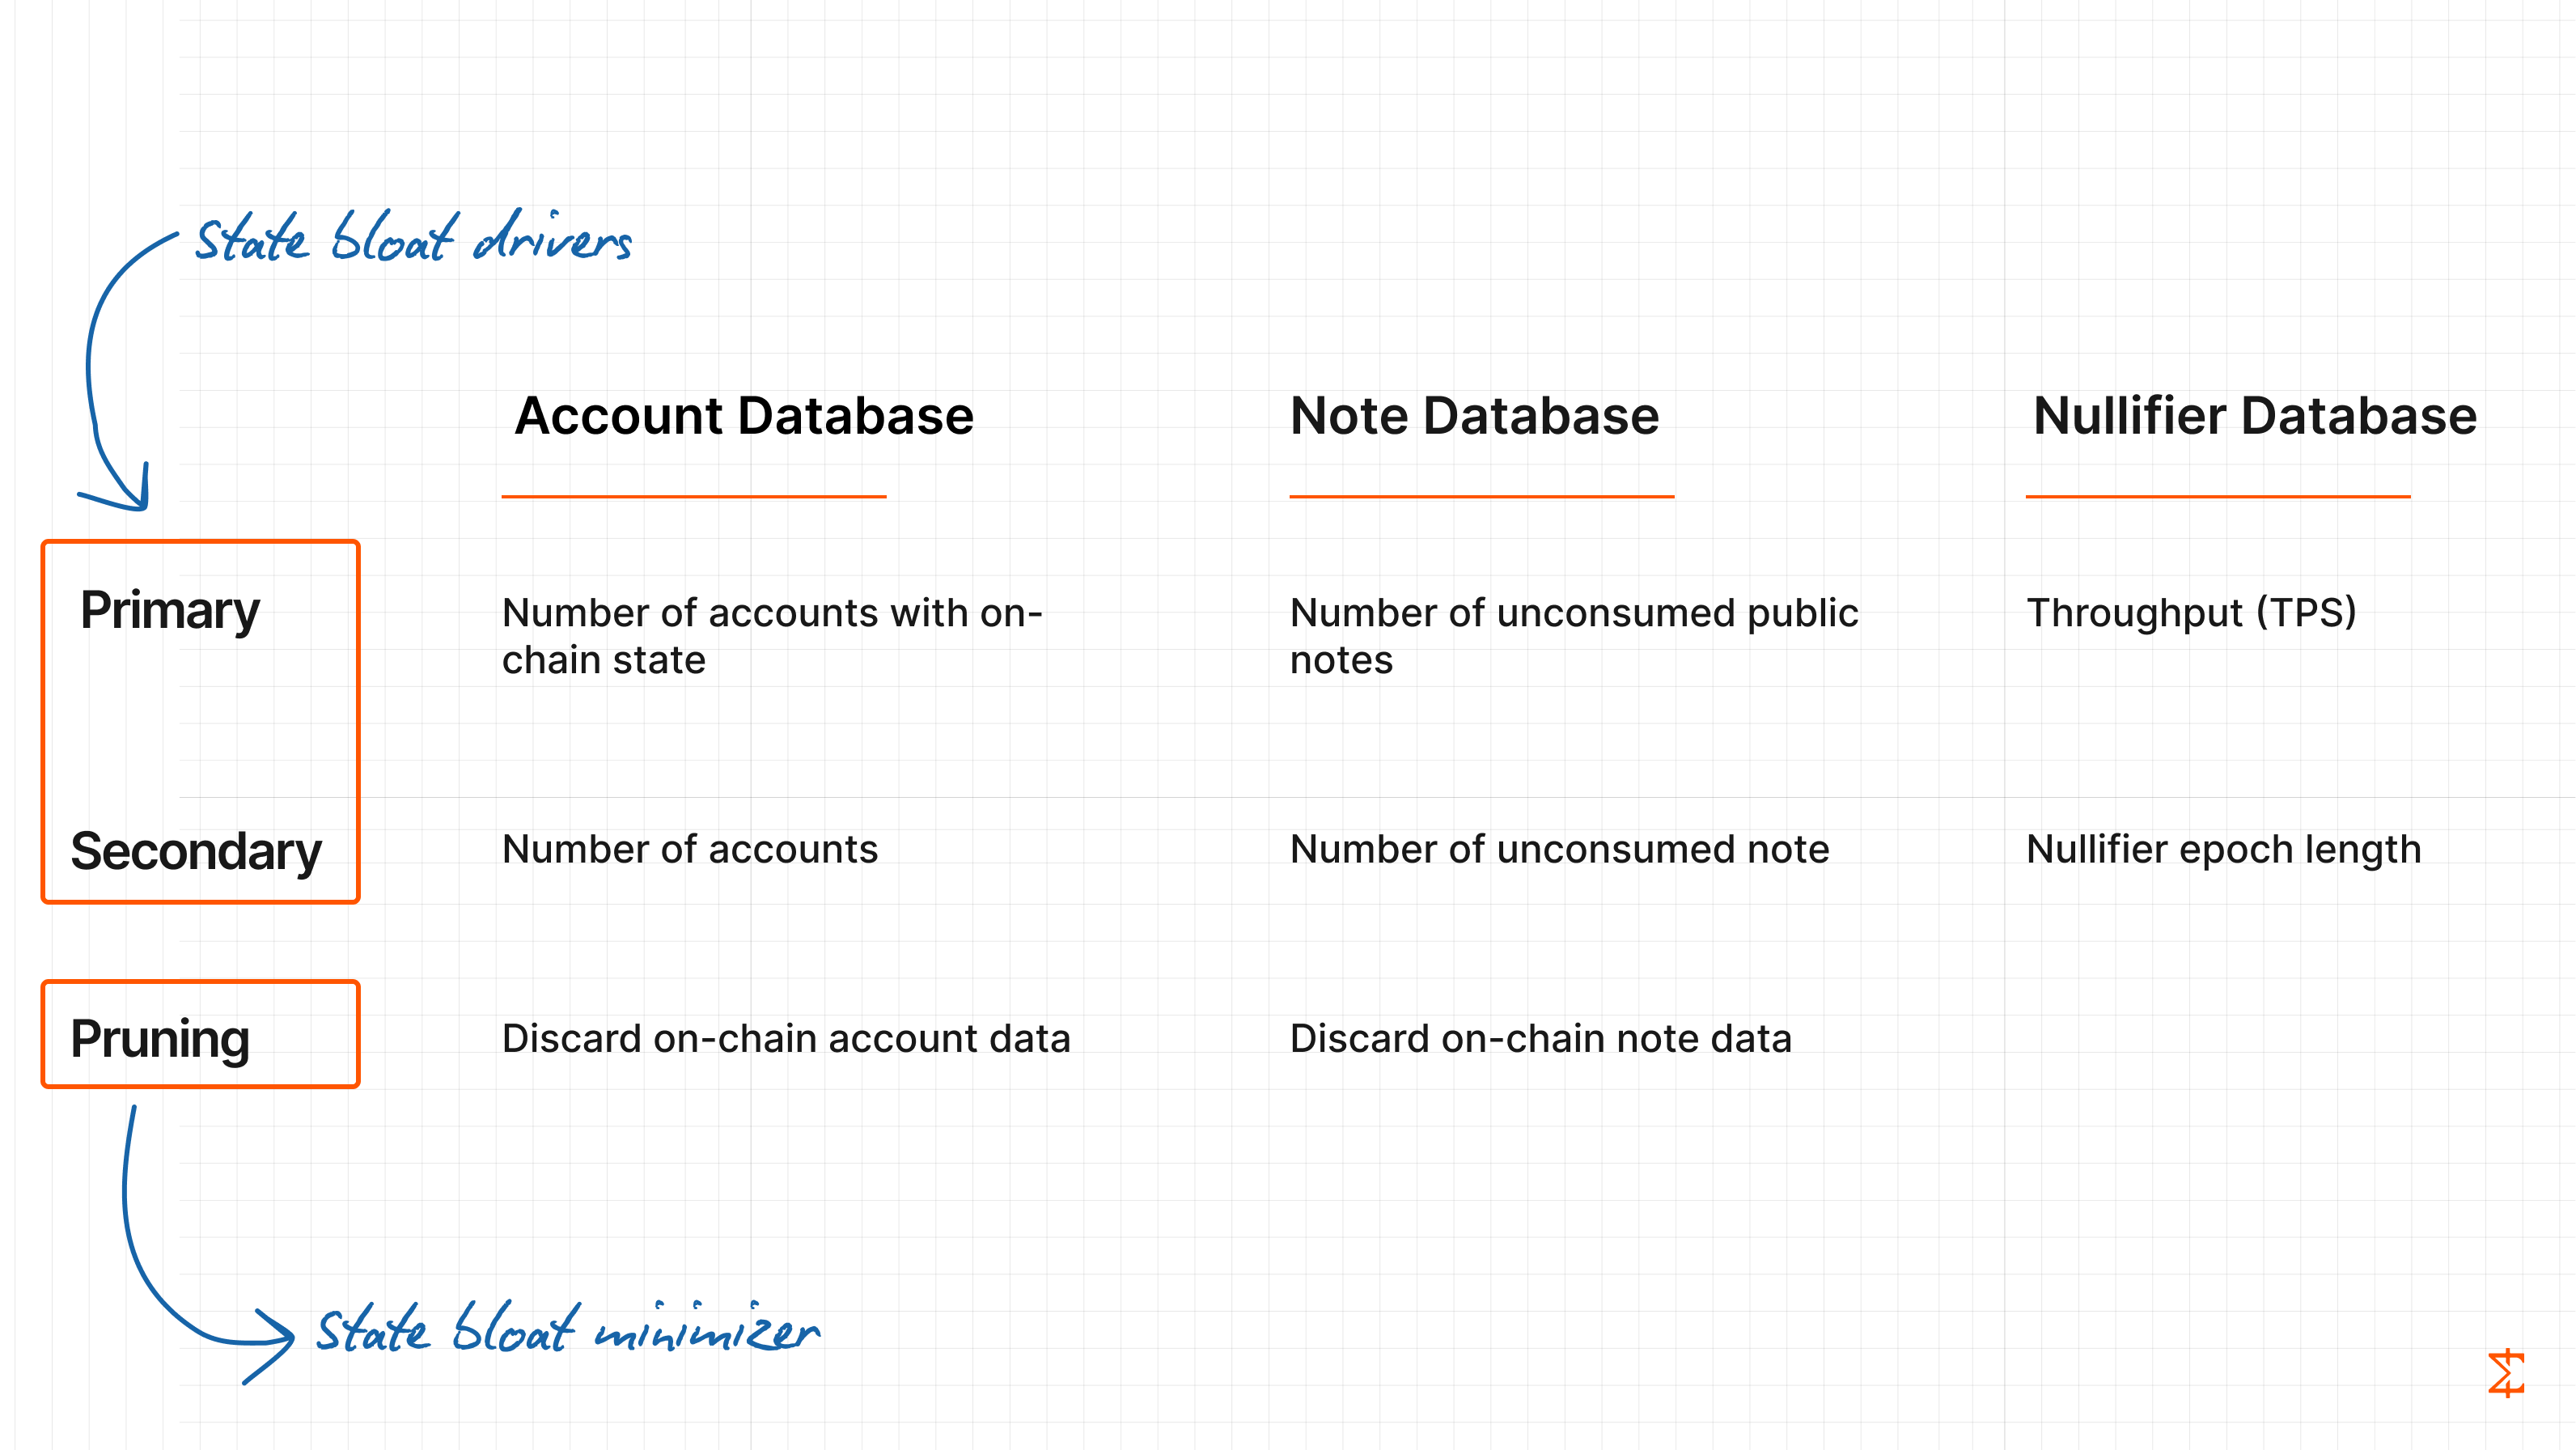 State bloat drivers
Account Database
Note Database
Nullifier Database
Primary
Number of accounts with on-
chain state
Number of unconsumed public
notes
Throughput (TPS)
Secondary
Number of accounts
Number of unconsumed note
Nullifier epoch length
Pruning
Discard on-chain account data
Discard on-chain note data
State bloat minimizer